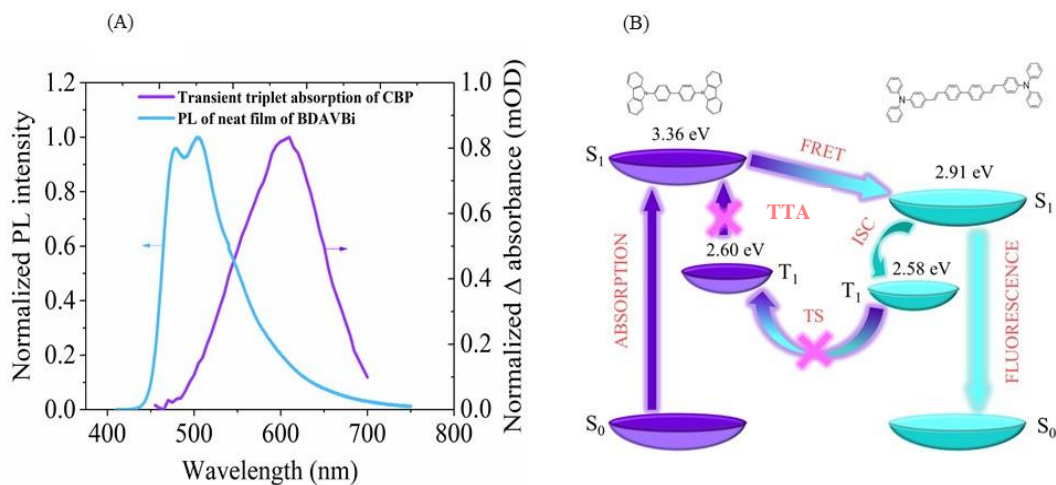 (A)
1.2
1.0
0.8
0.6
0.4
0.2
0.0
Normalized PL intensity
Transient triplet absorption of CBP
PL of neat film of BDAVBi
1.0
0.8
0.6
0.4
0.2
0.0
Normalized Δ absorbance (mOD)
400 500 600 700 800
Wavelength (nm)
(B)
N
N
N
N
3.36 eV
S1
FRET
2.91 eV
S1
TTA
ISC
2.60 eV
T1
2.58 eV
T1
TS
ABSORPTION
FLUORESCENCE
S0
S0